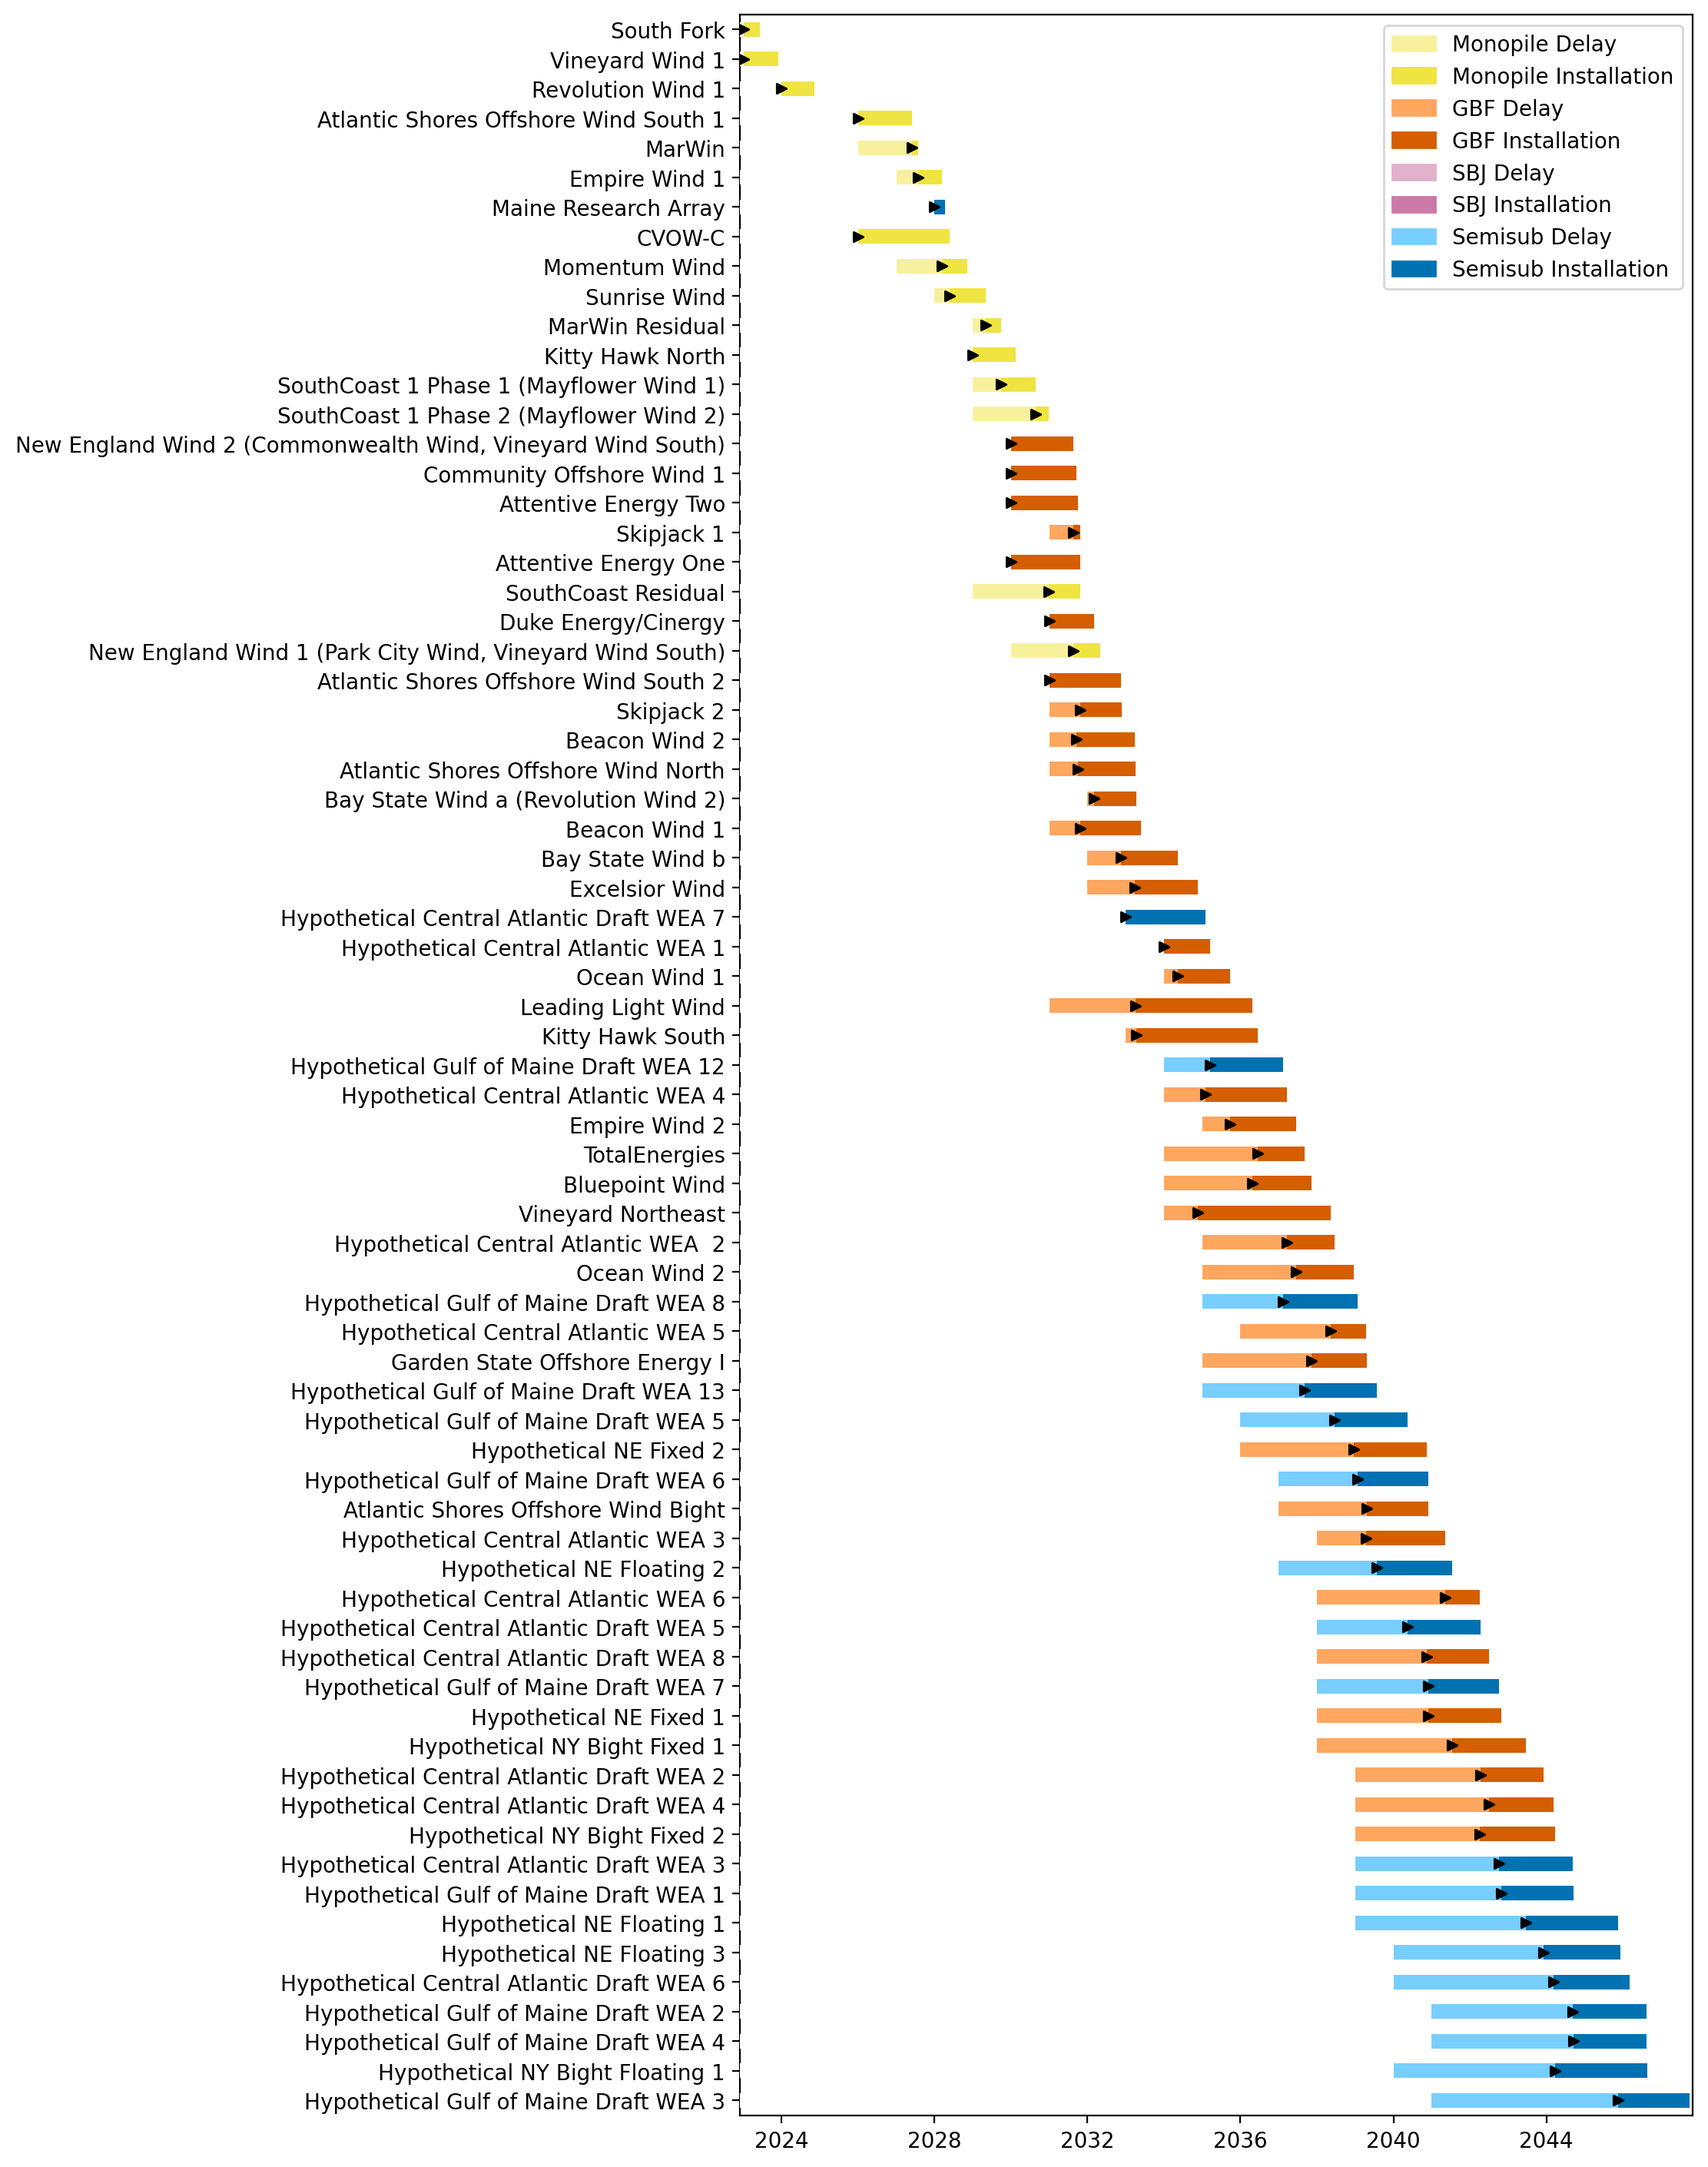 South Fork
Vineyard Wind 1
Revolution Wind 1
Atlantic Shores Offshore Wind South 1
MarWin
Empire Wind 1
Maine Research Array
CVOW-C
Momentum Wind
Sunrise Wind
MarWin Residual
Kitty Hawk North
SouthCoast 1 Phase 1 (Mayflower Wind 1)
SouthCoast 1 Phase 2 (Mayflower Wind 2)
New England Wind 2 (Commonwealth Wind, Vineyard Wind South)
Community Offshore Wind 1
Attentive Energy Two
Skipjack 1
Attentive Energy One
SouthCoast Residual
Duke Energy/Cinergy
New England Wind 1 (Park City Wind, Vineyard Wind South)
Atlantic Shores Offshore Wind South 2
Skipjack 2
Beacon Wind 2
Atlantic Shores Offshore Wind North
Bay State Wind a (Revolution Wind 2)
Beacon Wind 1
Bay State Wind b
Excelsior Wind
Hypothetical Central Atlantic Draft WEA 7
Hypothetical Central Atlantic WEA 1
Ocean Wind 1
Leading Light Wind
Kitty Hawk South
Hypothetical Gulf of Maine Draft WEA 12
Hypothetical Central Atlantic WEA 4
Empire Wind 2
TotalEnergies
Bluepoint Wind
Vineyard Northeast
Hypothetical Central Atlantic WEA  2
Ocean Wind 2
Hypothetical Gulf of Maine Draft WEA 8
Hypothetical Central Atlantic WEA 5
Garden State Offshore Energy I
Hypothetical Gulf of Maine Draft WEA 13
Hypothetical Gulf of Maine Draft WEA 5
Hypothetical NE Fixed 2
Hypothetical Gulf of Maine Draft WEA 6
Atlantic Shores Offshore Wind Bight
Hypothetical Central Atlantic WEA 3
Hypothetical NE Floating 2
Hypothetical Central Atlantic WEA 6
Hypothetical Central Atlantic Draft WEA 5
Hypothetical Central Atlantic Draft WEA 8
Hypothetical Gulf of Maine Draft WEA 7
Hypothetical NE Fixed 1
Hypothetical NY Bight Fixed 1
Hypothetical Central Atlantic Draft WEA 2
Hypothetical Central Atlantic Draft WEA 4
Hypothetical NY Bight Fixed 2
Hypothetical Central Atlantic Draft WEA 3
Hypothetical Gulf of Maine Draft WEA 1
Hypothetical NE Floating 1
Hypothetical NE Floating 3
Hypothetical Central Atlantic Draft WEA 6
Hypothetical Gulf of Maine Draft WEA 2
Hypothetical Gulf of Maine Draft WEA 4
Hypothetical NY Bight Floating 1
Hypothetical Gulf of Maine Draft WEA 3
Monopile Delay
Monopile Installation
GBF Delay
GBF Installation
SBJ Delay
SBJ Installation
Semisub Delay
Semisub Installation
2024 2028 2032 2036 2040 2044